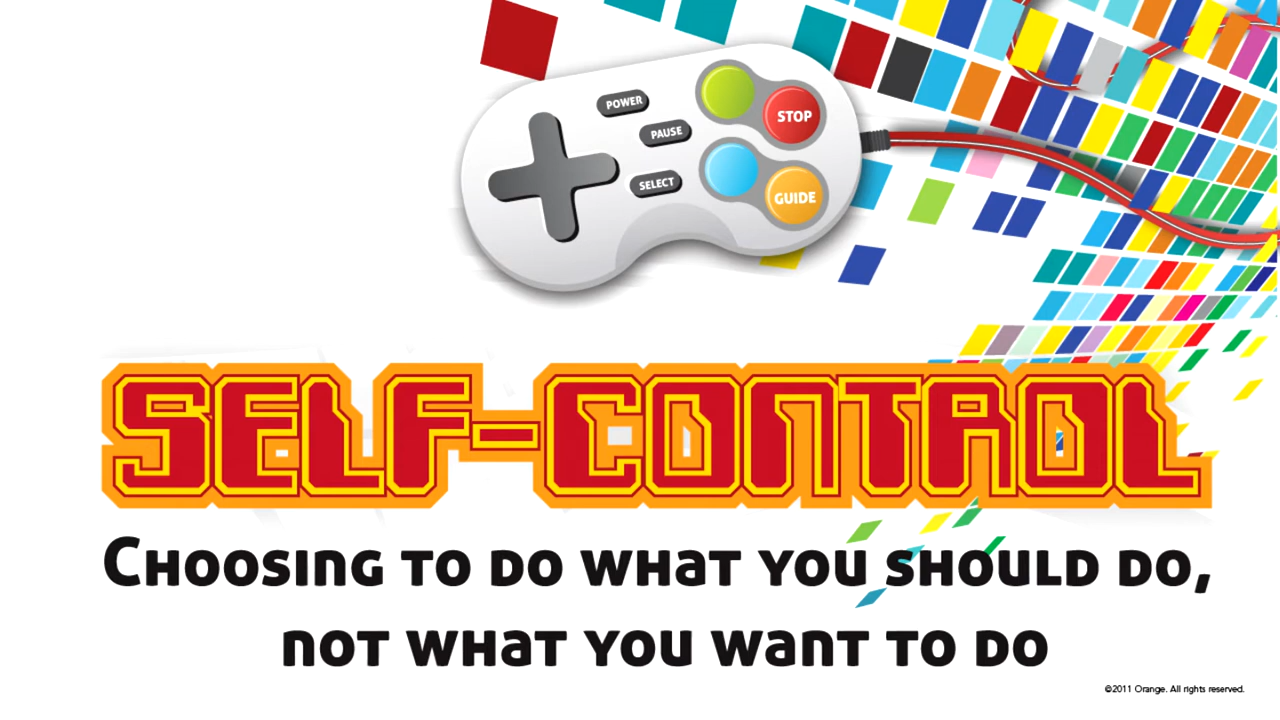 POWER
PAUSE
SELECT
STOP
GUIDE
SELF-CONTROL
CHOOSING TO DO WHAT YOU SHOULD DO,
NOT WHAT YOU WANT TO DO
©2011 Orange. All rights reserved.